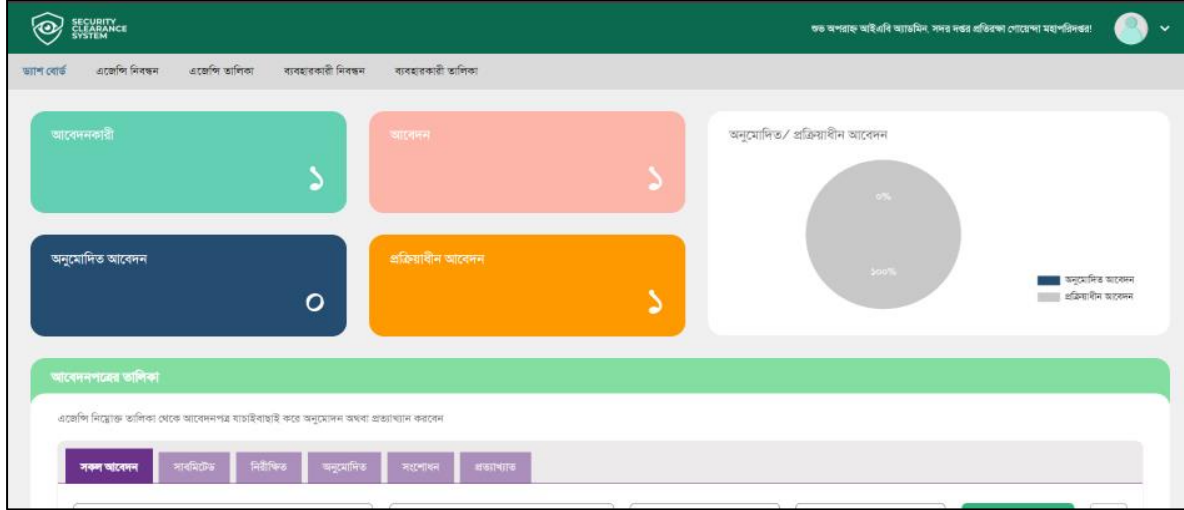 SECURITY
CLEARANCE
SYSTEM
শুভ অপরাহ্ন আইএবি অ্যাডমিন, সদর দপ্তর প্রতিরক্ষা গোয়েন্দা মহাপরিদপ্তর!
ড্যাশ বোর্ড এজেন্সি নিবন্ধন এজেন্সি তালিকা ব্যবহারকারী নিবন্ধন ব্যবহারকারী তালিকা
আবেদনকারী
১
আবেদন
১
অনুমোদিত আবেদন
০
প্রক্রিয়াধীন আবেদন
১
অনুমোদিত/ প্রক্রিয়াধীন আবেদন
০%
১০০%
অনুমোদিত আবেদন
প্রক্রিয়াধীন আবেদন
আবেদনপত্রের তালিকা
এজেন্সি নিম্নোক্ত তালিকা থেকে আবেদনপত্র যাচাইবাছাই করে অনুমোদন অথবা প্রত্যাখ্যান করবেন
সকল আবেদন সাবমিটেড নিরীক্ষিত অনুমোদিত সংশোধন প্রত্যাখ্যাত